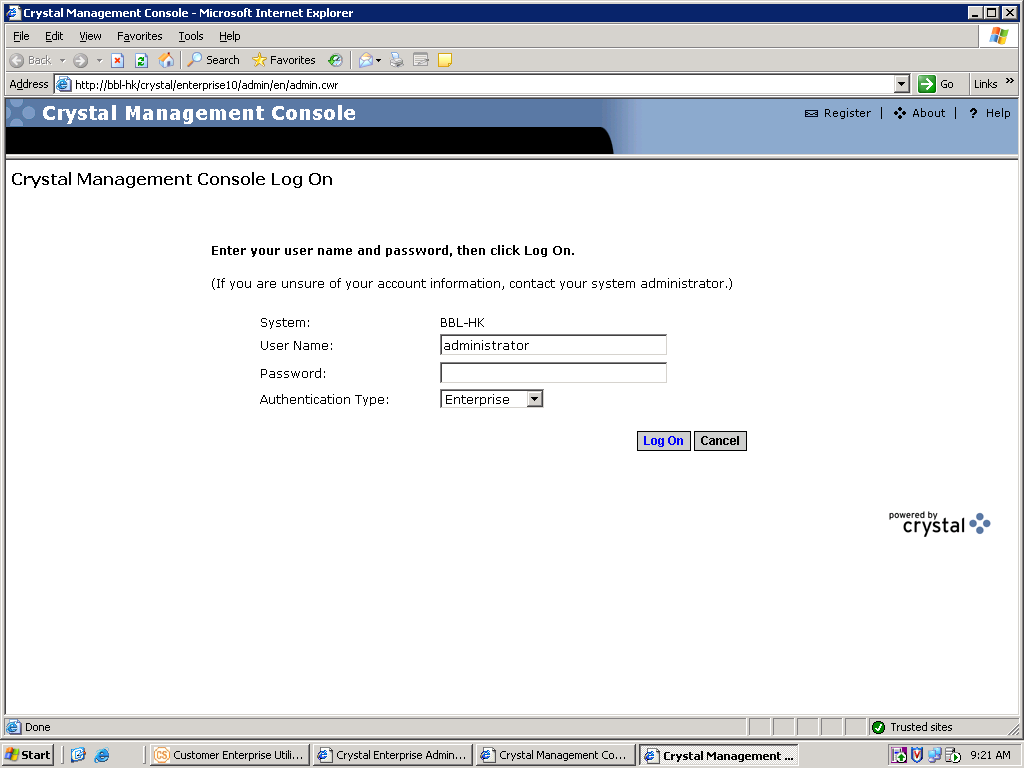 Crystal Management Console - Microsoft Internet Explorer
File Edit View Favorites Tools Help
Back Search Favorites
Address http://bbl-hk/crystal/enterprise10/admin/en/admin.cwr Go Links »
Crystal Management Console Register | About | ? Help
Crystal Management Console Log On
Enter your user name and password, then click Log On.
(If you are unsure of your account information, contact your system administrator.)
System: BBL-HK
User Name: administrator
Password:
Authentication Type: Enterprise
Log On Cancel
powered by
crystal
Done Trusted sites
Start CS Customer Enterprise Utili... Crystal Enterprise Admin... Crystal Management Co... Crystal Management ... 9:21 AM